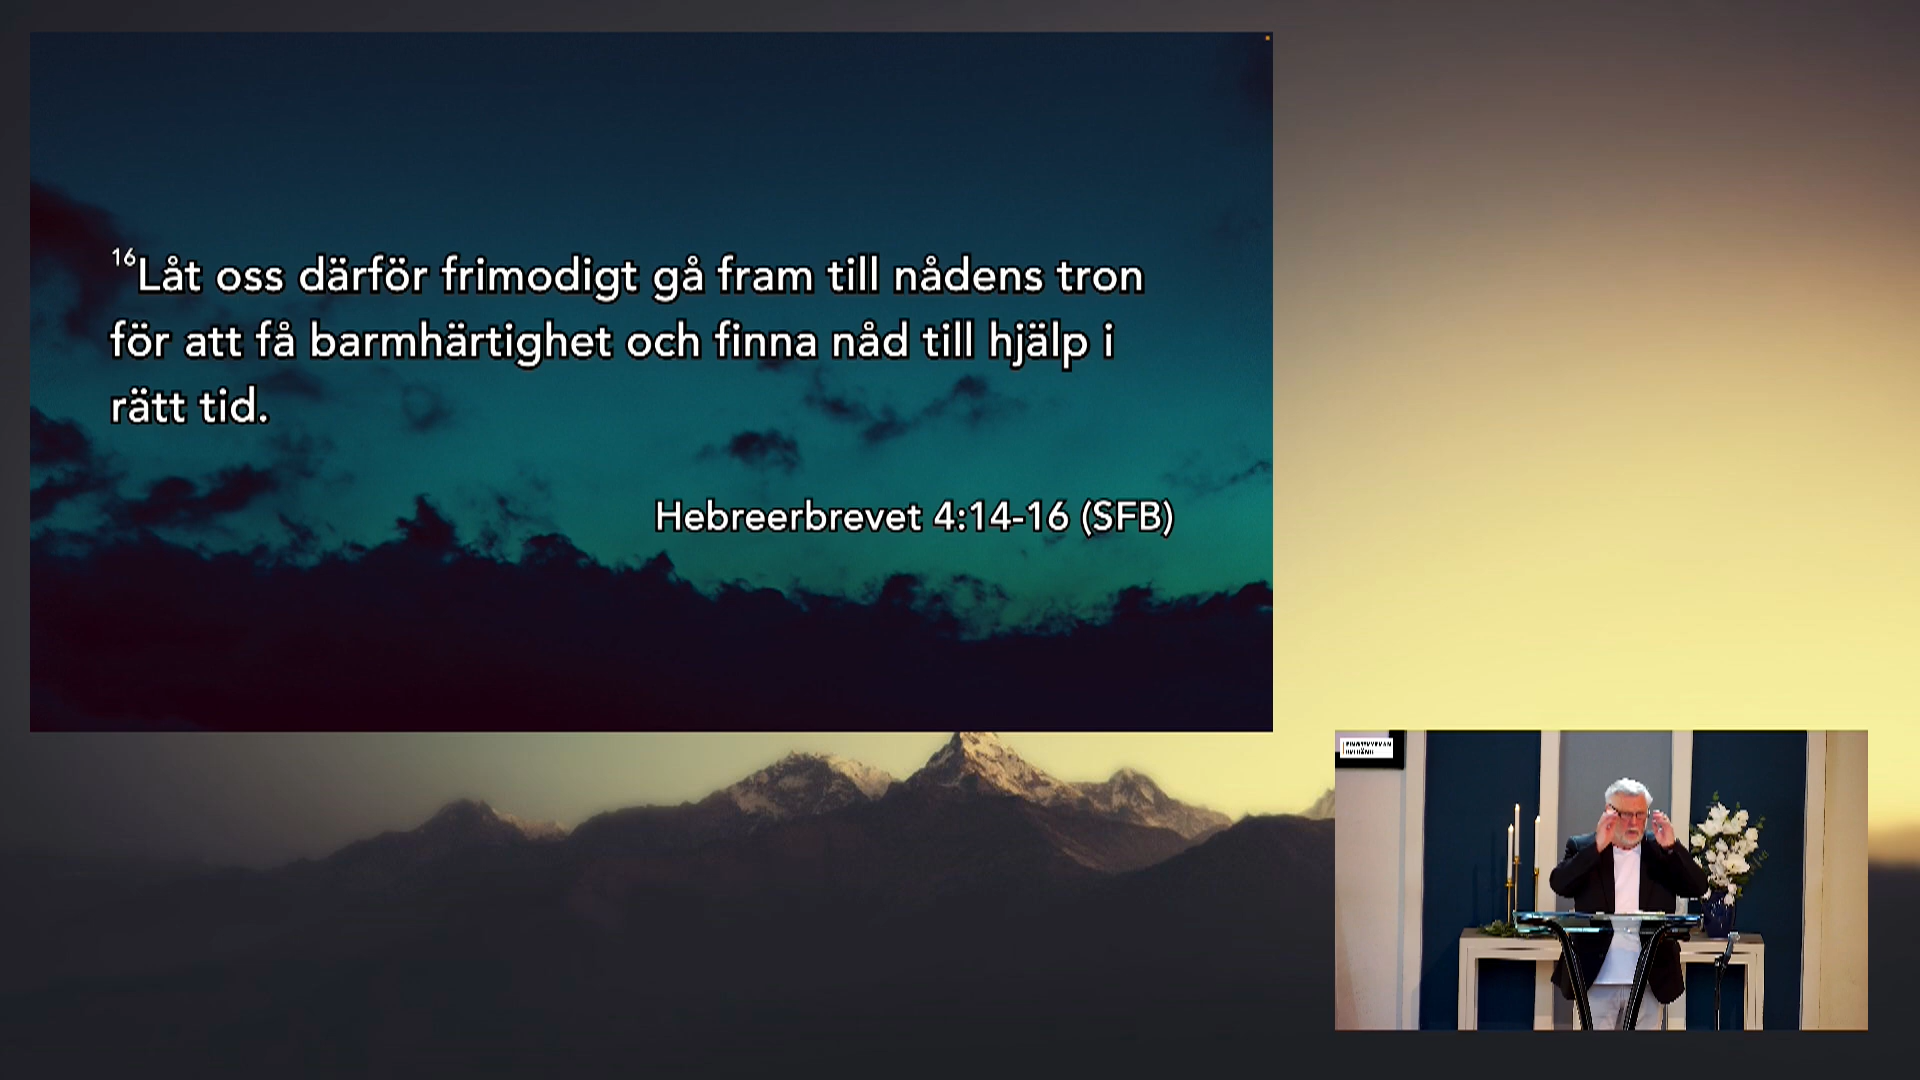 16Låt oss därför frimodigt gå fram till nådens tron
för att få barmhärtighet och finna nåd till hjälp i
rätt tid.
Hebreerbrevet 4:14-16 (SFB)